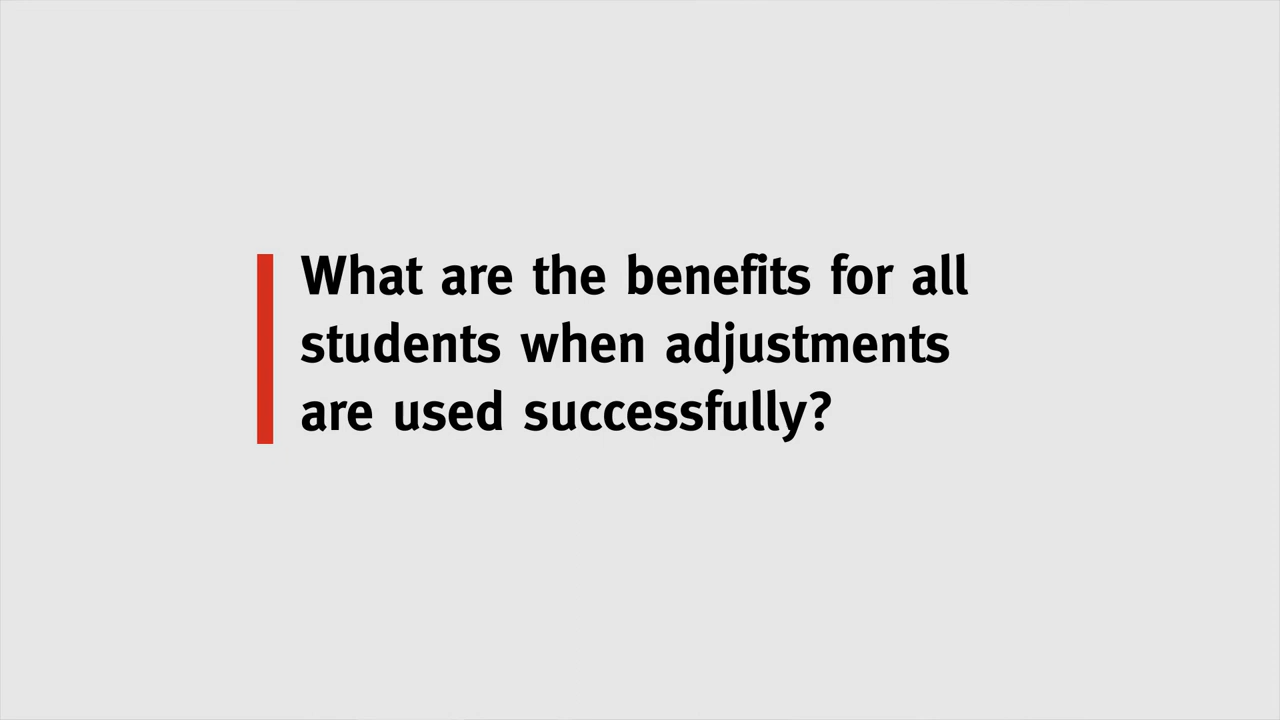 What are the benefits for all
students when adjustments
are used successfully?